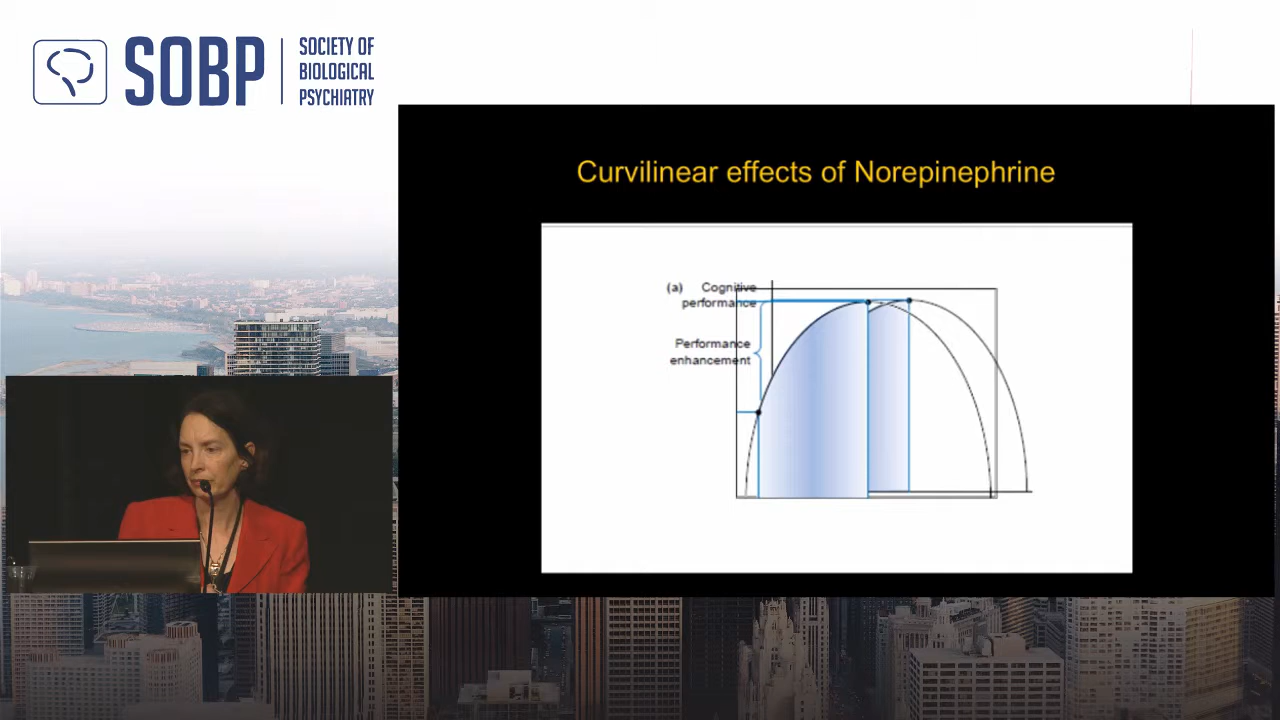 SOBP
SOCIETY OF
BIOLOGICAL
PSYCHIATRY
Curvilinear effects of Norepinephrine
(a) Cognitive
performance
Performance
enhancement